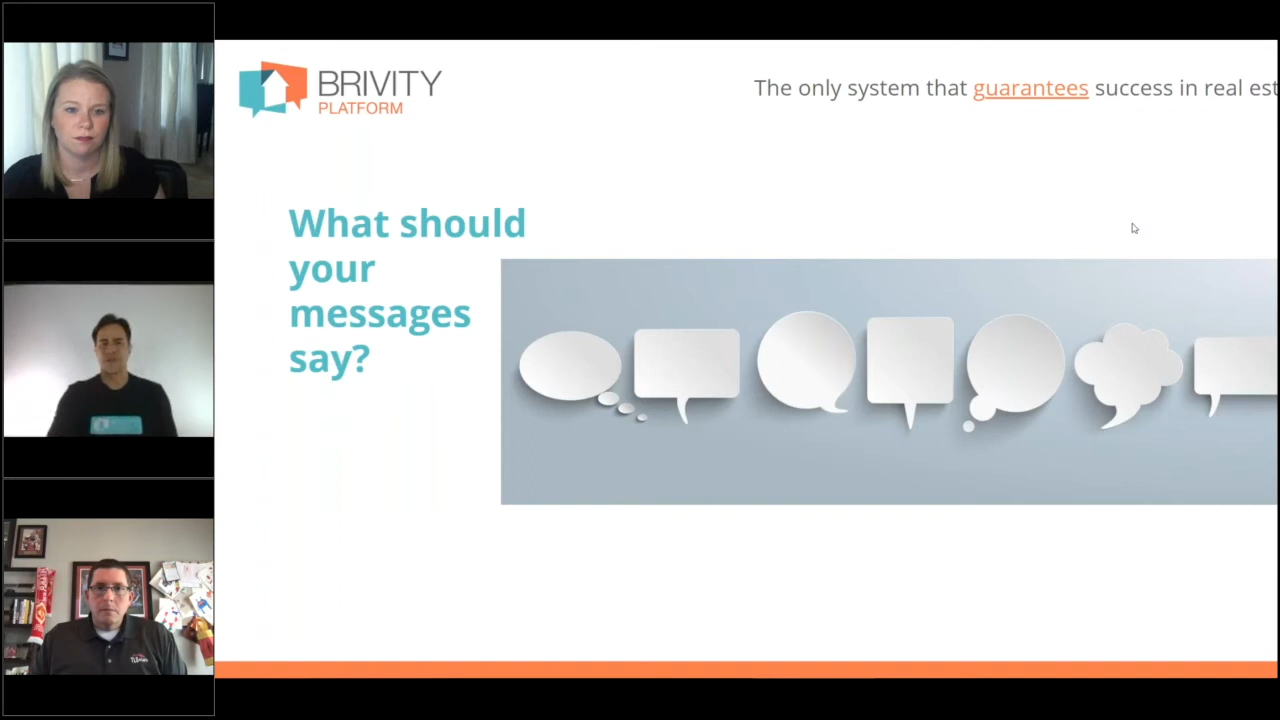 BRIVITY
PLATFORM
The only system that guarantees success in real est
What should
your
messages
say?